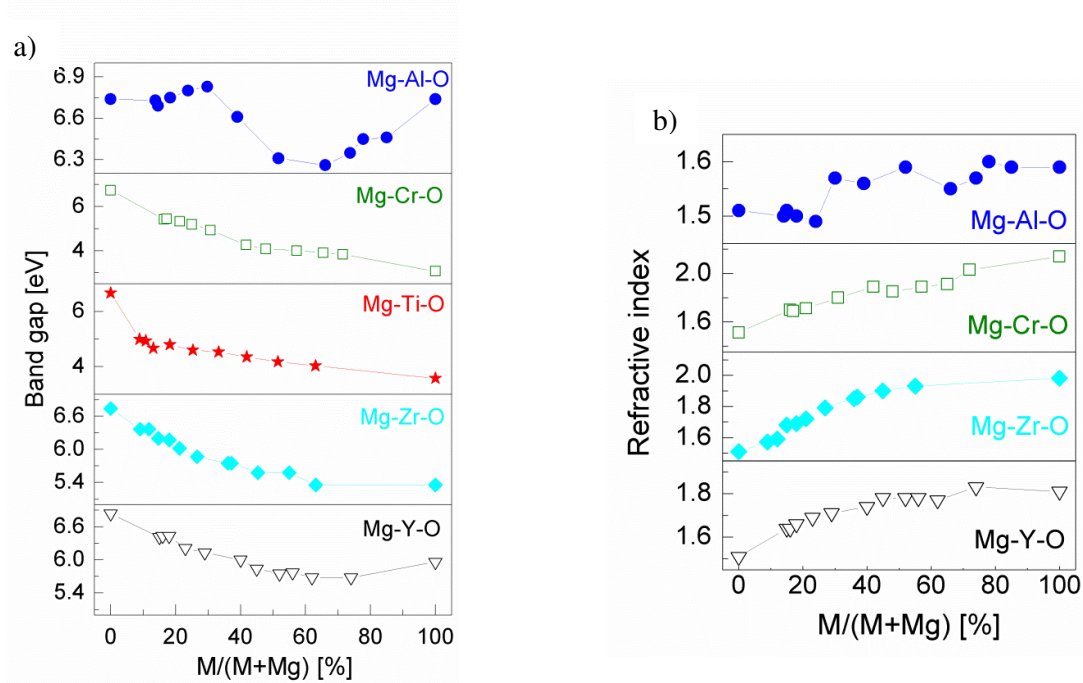 a)
Band gap [eV]
6.9
6.6
6.3
Mg-Al-O
6
4
Mg-Cr-O
6
4
Mg-Ti-O
6.6
6.0
5.4
Mg-Zr-O
6.6
6.0
5.4
Mg-Y-O
0 20 40 60 80 100
M/(M+Mg) [%]
b)
Refractive index
1.6
1.5
Mg-Al-O
2.0
1.6
Mg-Cr-O
2.0
1.8
1.6
Mg-Zr-O
1.8
1.6
Mg-Y-O
0 20 40 60 80 100
M/(M+Mg) [%]